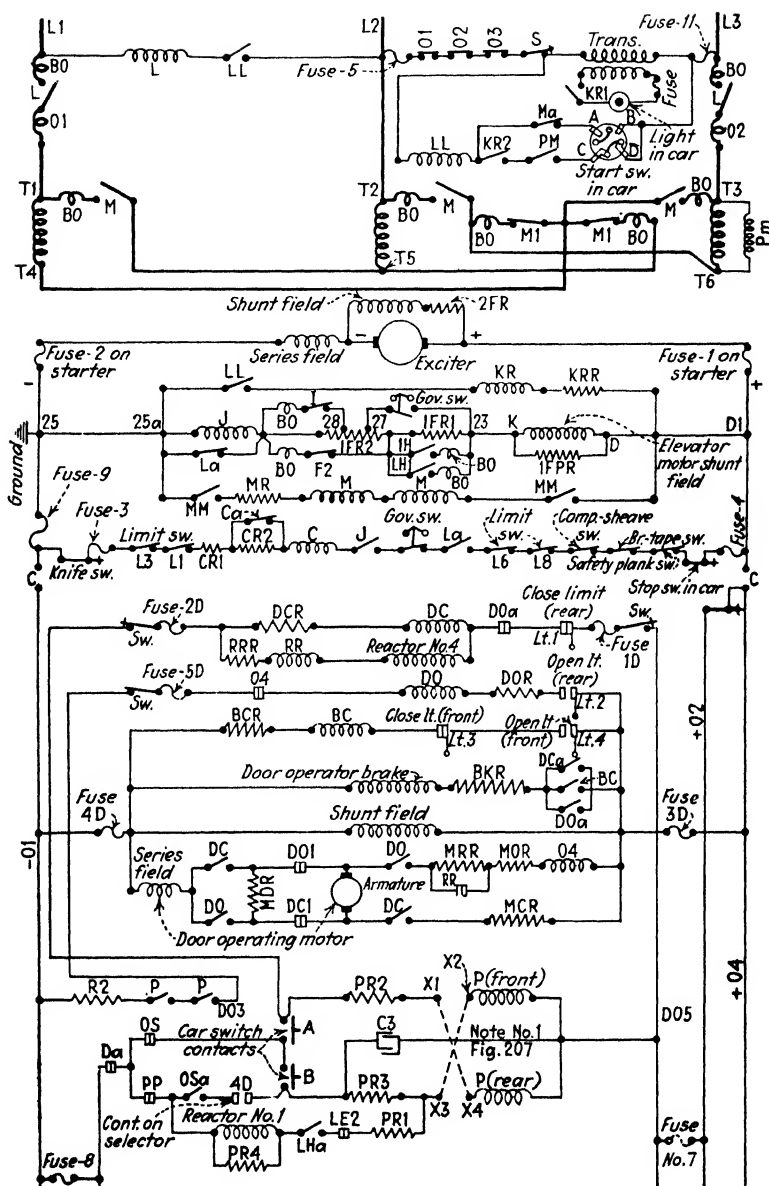 L1 L2 L3
Fuse-11
BO L LL O1 O2 O3 S Trans. BO
Fuse-5
L KR1 Fuse L
Ma A B Light in car
O1 O2
LL KR2 PM C D
Start sw. in car
T1 T2 T3
BO M BO M M BO
BO M1 M1 BO Pm
T4 T5 T6
Shunt field 2FR
- +
Series field Exciter
Fuse-2 on starter
Fuse-1 on starter
- LL KR KRR +
J Gov. sw.
25 25a J BO 28 27 1FR1 23 K D D1
1FR2 1H
La BO F2 LH BO 1FPR
Elevator motor shunt field
Ground
MM MR M M BO MM
Fuse-9
Fuse-3
Ca
Limit sw. CR2 C J Gov. sw. La Limit sw. Comp-sheave sw. Br-tape sw. Fuse-4
L3 L1 CR1 L6 L8 Safety plank sw.
C Knife sw. Stop sw. in car C
Close limit (rear)
Fuse-2D DCR DC DOa Sw.
Sw. RRR RR Reactor No.4 Lt.1 Fuse 1D
Fuse-5D O4 DO DOR Open lt. (rear)
Sw. Lt.2
+02
BCR BC Close lt. (front) Open lt (front)
Lt.3 Lt.4
DCa
Door operator brake BKR BC
DOa
Fuse 4D Shunt field Fuse 3D
-01
Series field DC DO1 DO MRR MOR O4
MDR RR
Armature
DO DC1 DC MCR
Door operating motor
+04
R2 P P DO3 PR2 X1 X2 P(front)
DO5
OS Car switch contacts A C3 Note No.1 Fig. 207
Da
B
PP OSa 4D PR3 X3 X4 P(rear)
Cont. on selector Reactor No.1 LE2 PR1
LHa
PR4
Fuse-8
Fuse No.7